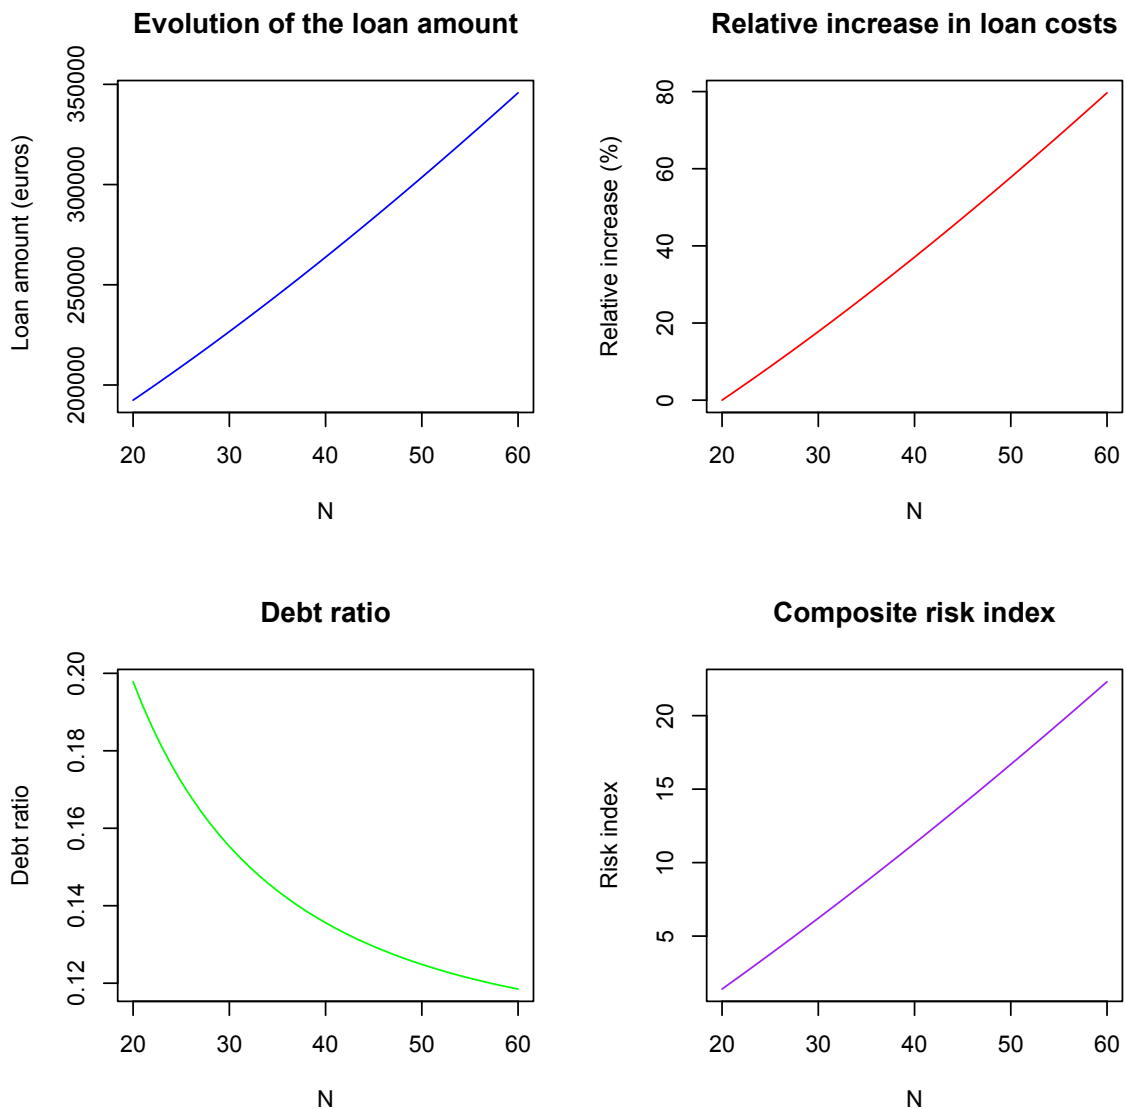 Evolution of the loan amount
Loan amount (euros)
350000
300000
250000
200000
20 30 40 50 60
N
Relative increase in loan costs
Relative increase (%)
80
60
40
20
0
20 30 40 50 60
N
Debt ratio
Debt ratio
0.20
0.18
0.16
0.14
0.12
20 30 40 50 60
N
Composite risk index
Risk index
20
15
10
5
20 30 40 50 60
N